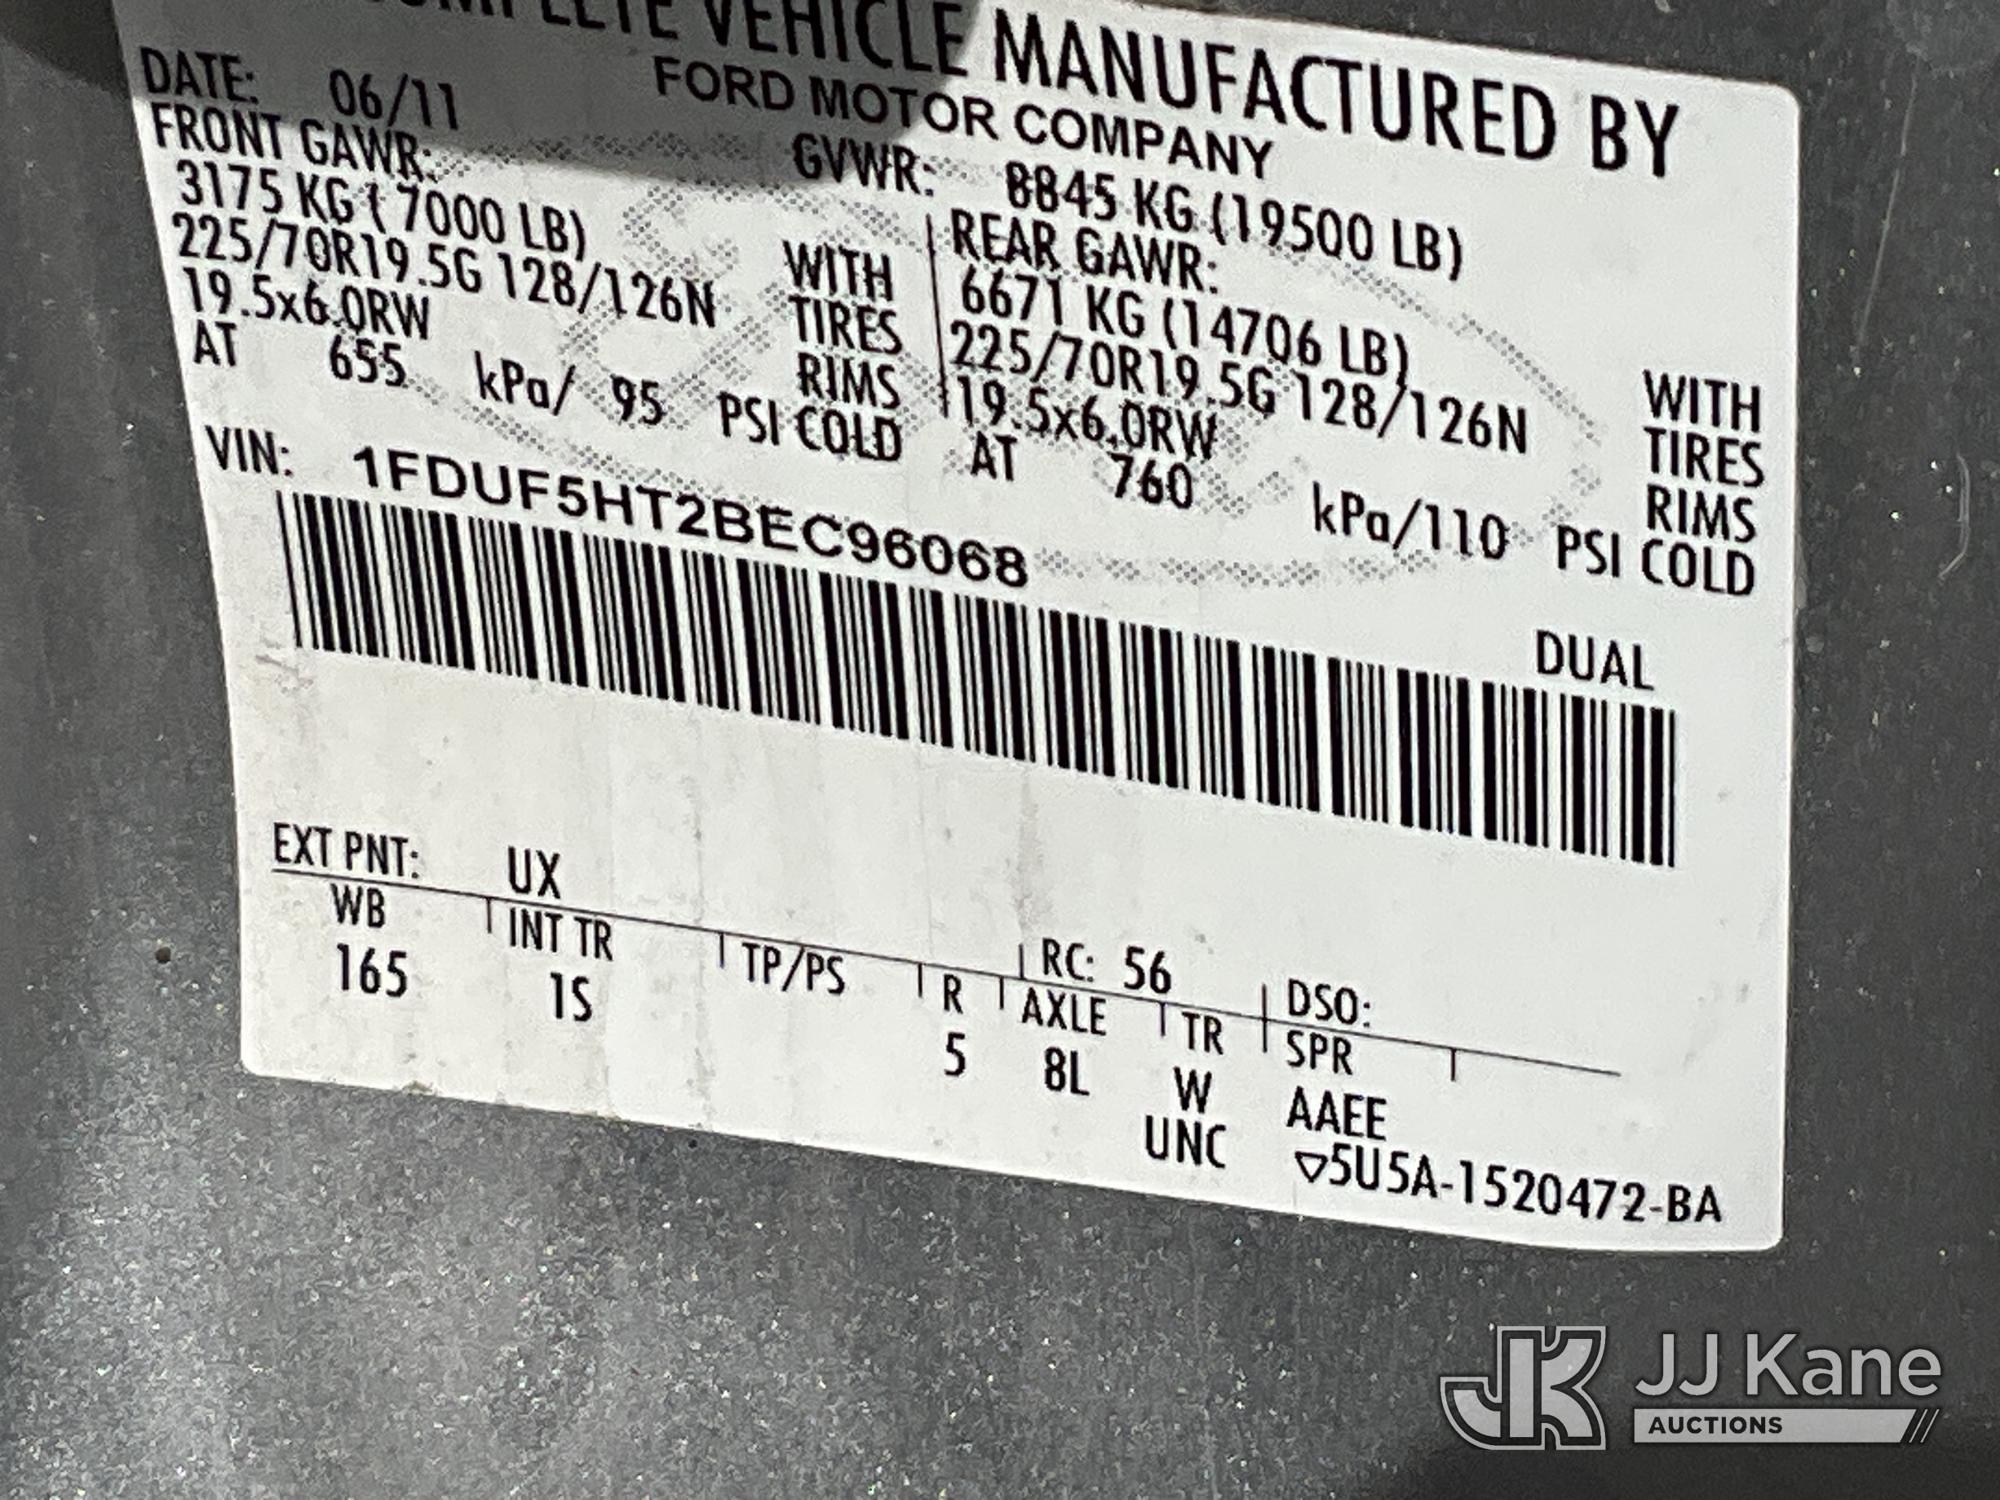 COMPLETE VEHICLE MANUFACTURED BY
FORD MOTOR COMPANY
DATE: 06/11 GVWR: 8845 KG (19500 LB)
FRONT GAWR: REAR GAWR:
3175 KG ( 7000 LB) WITH 6671 KG (14706 LB) WITH
225/70R19.5G 128/126N TIRES 225/70R19.5G 128/126N TIRES
19.5x6.0RW RIMS 19.5x6.0RW RIMS
AT 655 kPa/ 95 PSI COLD AT 760 kPa/110 PSI COLD
VIN: 1FDUF5HT2BEC96068
DUAL
EXT PNT: UX RC: 56 DSO:
WB INT TR TP/PS R AXLE TR SPR
165 1S 5 8L W AAEE
UNC ▽5U5A-1520472-BA
JK JJ Kane
AUCTIONS